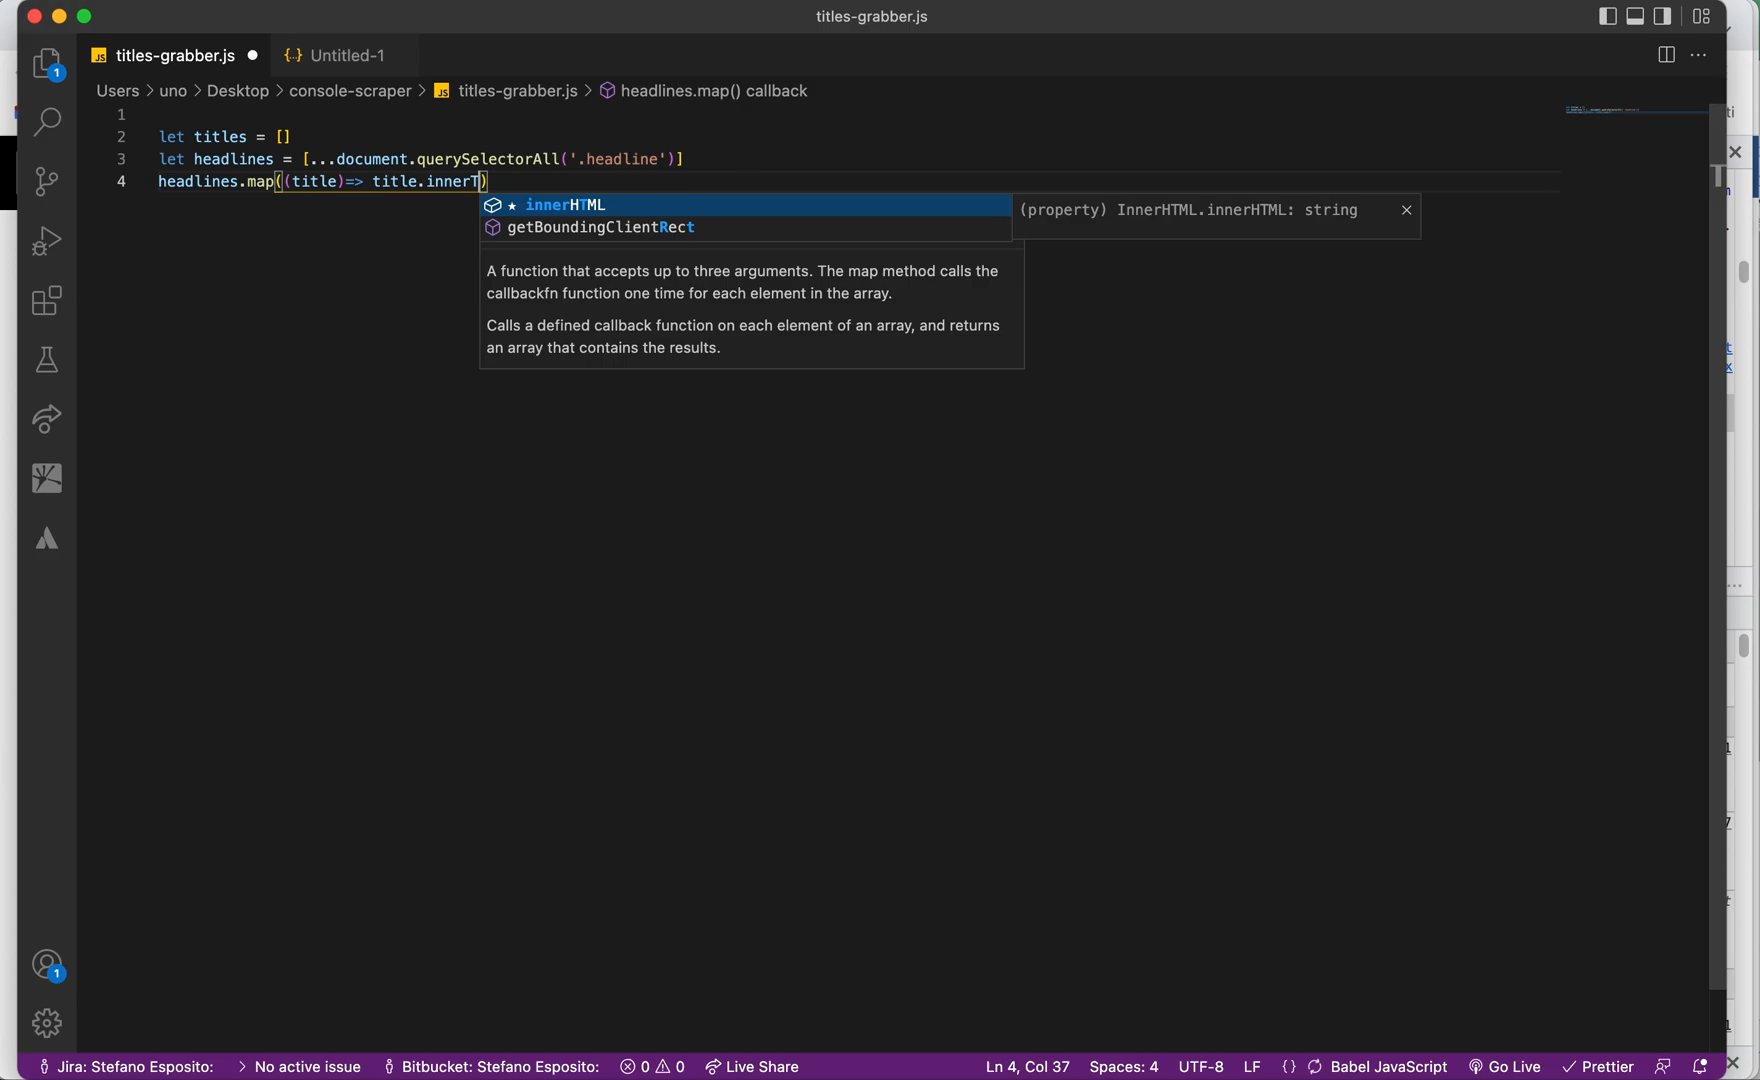 titles-grabber.js
titles-grabber.js
Untitled-1
1
Users > uno > Desktop > console-scraper > JS titles-grabber.js > headlines.map() callback
1
2 let titles = []
3 let headlines = [...document.querySelectorAll('.headline')]
4 headlines.map((title)=> title.innerT)
innerHTML
(property) InnerHTML.innerHTML: string
getBoundingClientRect
A function that accepts up to three arguments. The map method calls the
callbackfn function one time for each element in the array.
Calls a defined callback function on each element of an array, and returns
an array that contains the results.
1
Jira: Stefano Esposito: > No active issue Bitbucket: Stefano Esposito: 0 0 Live Share Ln 4, Col 37 Spaces: 4 UTF-8 LF {} Babel JavaScript Go Live Prettier